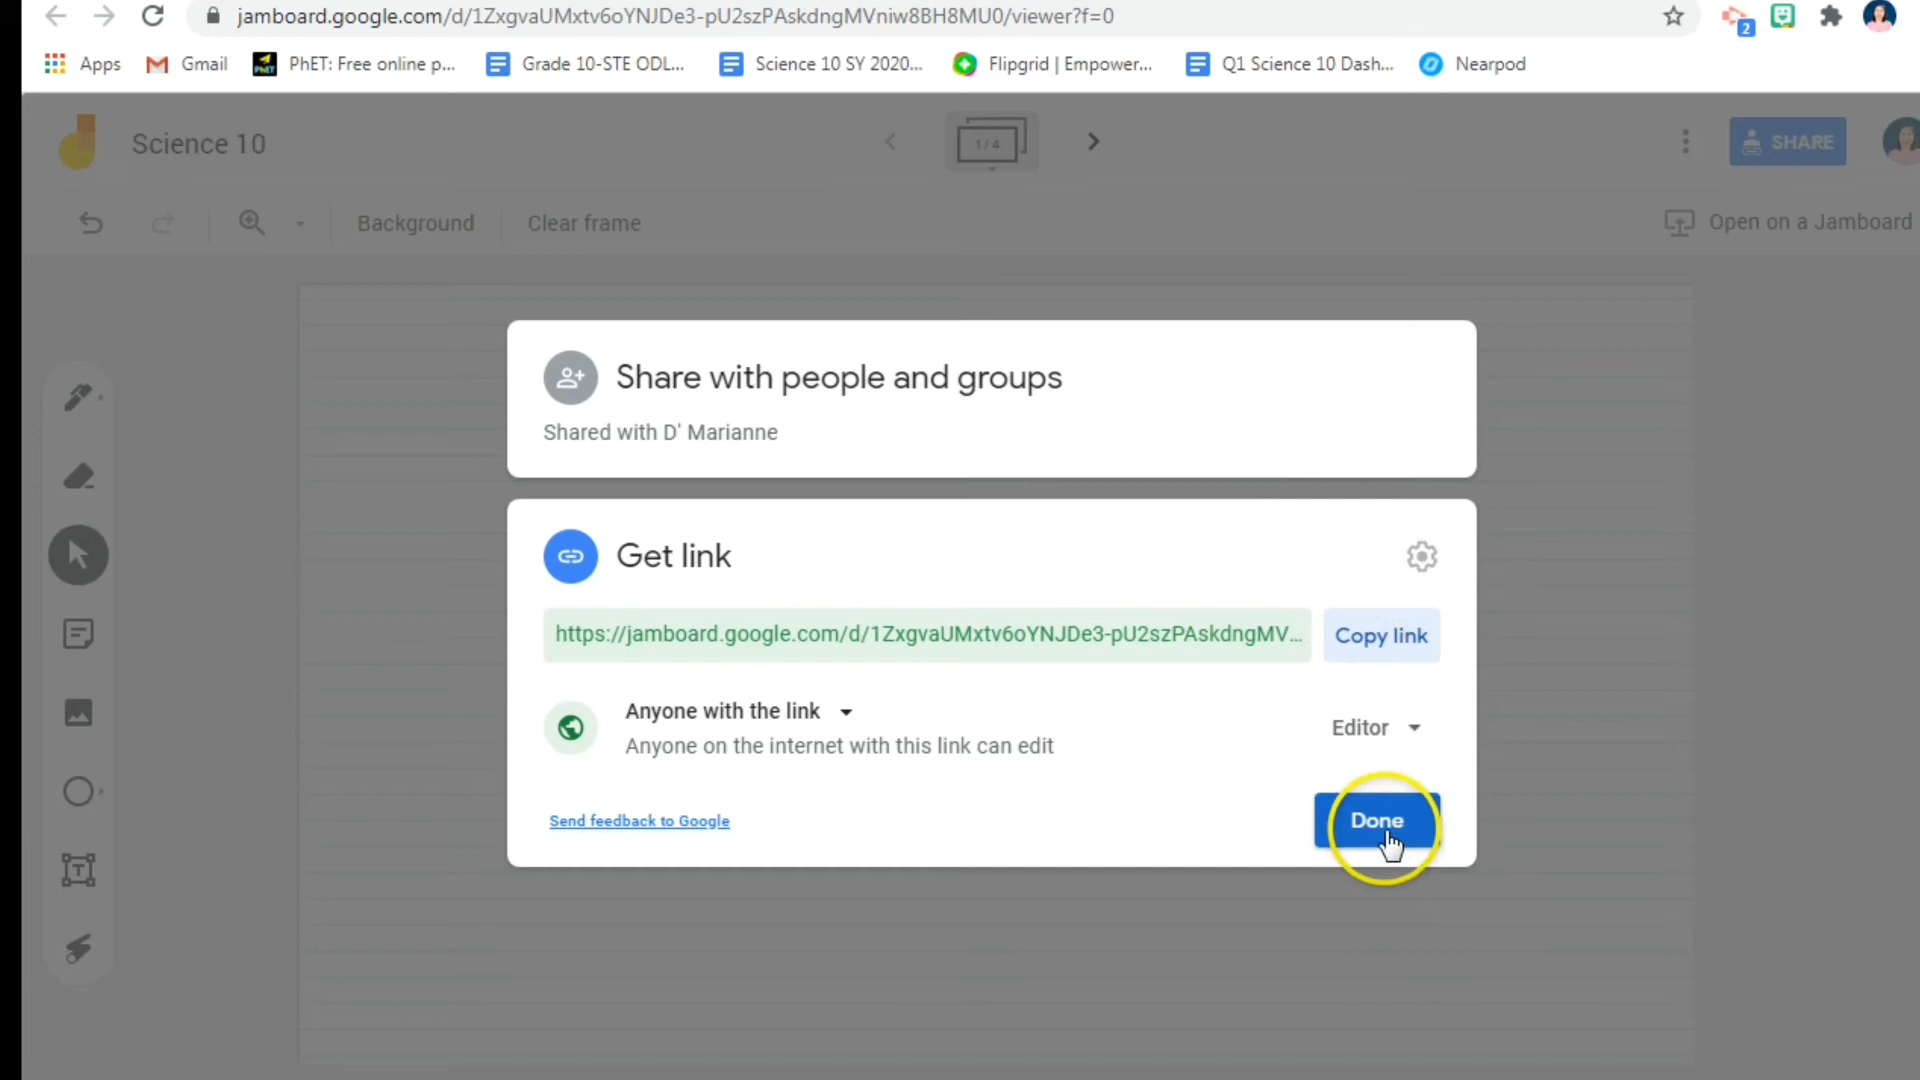 jamboard.google.com/d/1ZxgvaUMxtv6oYNJDe3-pU2szPAskdngMVniw8BH8MU0/viewer?f=0
2
Apps
Gmail
PhET: Free online p...
Grade 10-STE ODL...
Science 10 SY 2020...
Flipgrid | Empower...
Q1 Science 10 Dash...
Nearpod
Science 10
1 / 4
SHARE
Background
Clear frame
Open on a Jamboard
Share with people and groups
Shared with D' Marianne
Get link
https://jamboard.google.com/d/1ZxgvaUMxtv6oYNJDe3-pU2szPAskdngMV...
Copy link
Anyone with the link
Anyone on the internet with this link can edit
Editor
Send feedback to Google
Done